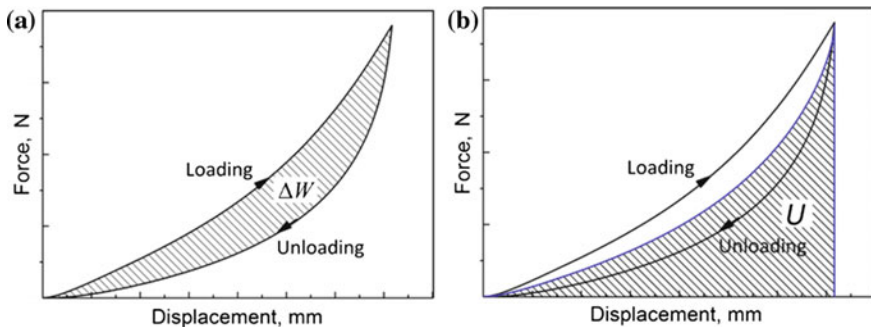 (a)
Force, N
Loading
ΔW
Unloading
Displacement, mm
(b)
Force, N
Loading
U
Unloading
Displacement, mm